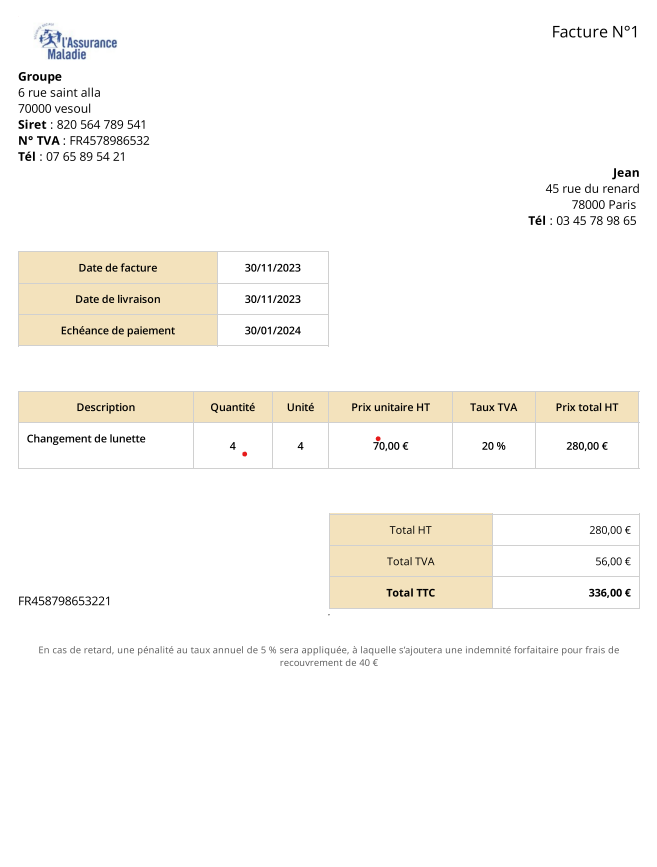 l'Assurance
Maladie
Facture N°1
Groupe
6 rue saint alla
70000 vesoul
Siret : 820 564 789 541
N° TVA : FR4578986532
Tél : 07 65 89 54 21
Jean
45 rue du renard
78000 Paris
Tél : 03 45 78 98 65
Date de facture 30/11/2023
Date de livraison 30/11/2023
Echéance de paiement 30/01/2024
Description Quantité Unité Prix unitaire HT Taux TVA Prix total HT
Changement de lunette 4 4 70,00 € 20 % 280,00 €
Total HT 280,00 €
Total TVA 56,00 €
Total TTC 336,00 €
FR458798653221
En cas de retard, une pénalité au taux annuel de 5 % sera appliquée, à laquelle s'ajoutera une indemnité forfaitaire pour frais de
recouvrement de 40 €